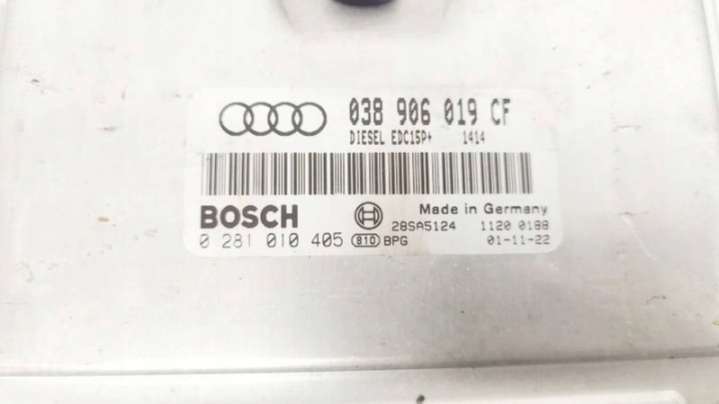 038 906 019 CF
DIESEL EDC15P+ 1414
BOSCH
Made in Germany
28SA5124 1120 0188
0 281 010 405 810 BPG 01-11-22